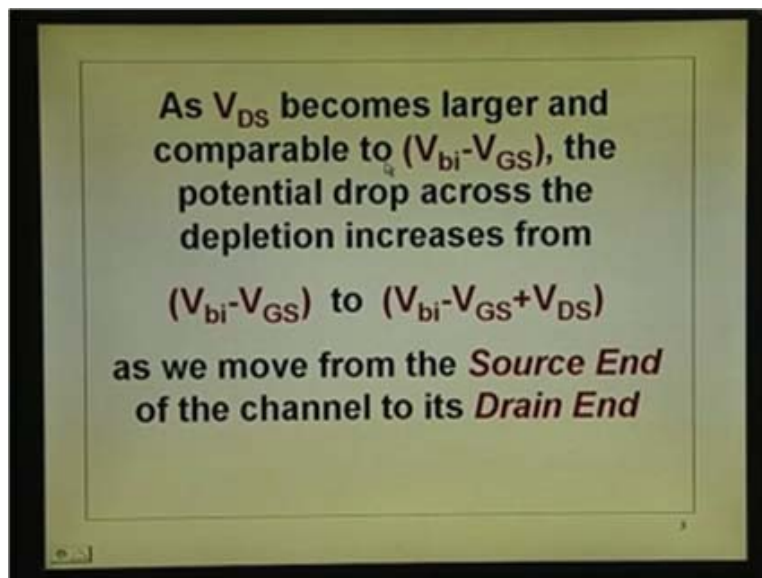 As V_DS becomes larger and
comparable to (V_bi-V_GS), the
potential drop across the
depletion increases from
(V_bi-V_GS) to (V_bi-V_GS+V_DS)
as we move from the Source End
of the channel to its Drain End